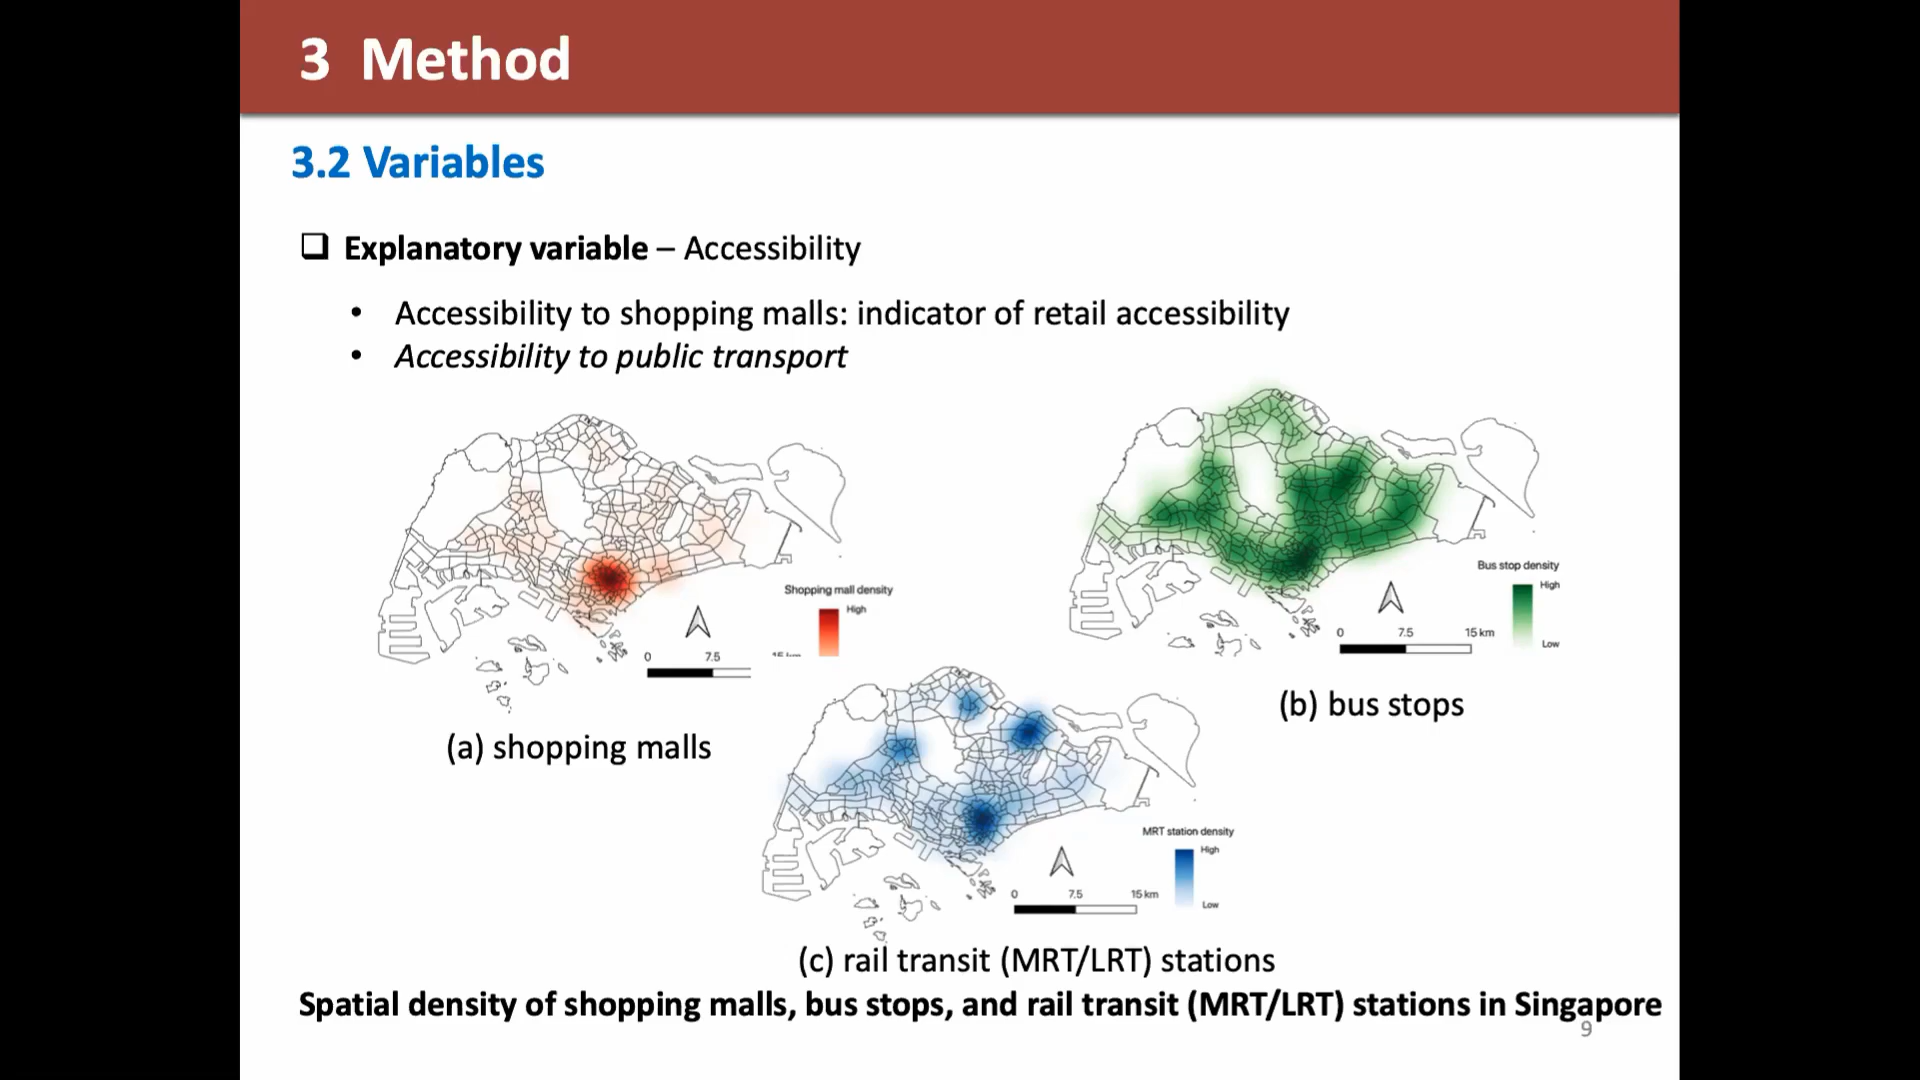 3 Method
3.2 Variables
Explanatory variable – Accessibility
• Accessibility to shopping malls: indicator of retail accessibility
• Accessibility to public transport
Shopping mall density
High
0 7.5
(a) shopping malls
Bus stop density
High
Low
0 7.5 15 km
(b) bus stops
MRT station density
High
Low
0 7.5 15 km
(c) rail transit (MRT/LRT) stations
Spatial density of shopping malls, bus stops, and rail transit (MRT/LRT) stations in Singapore
9